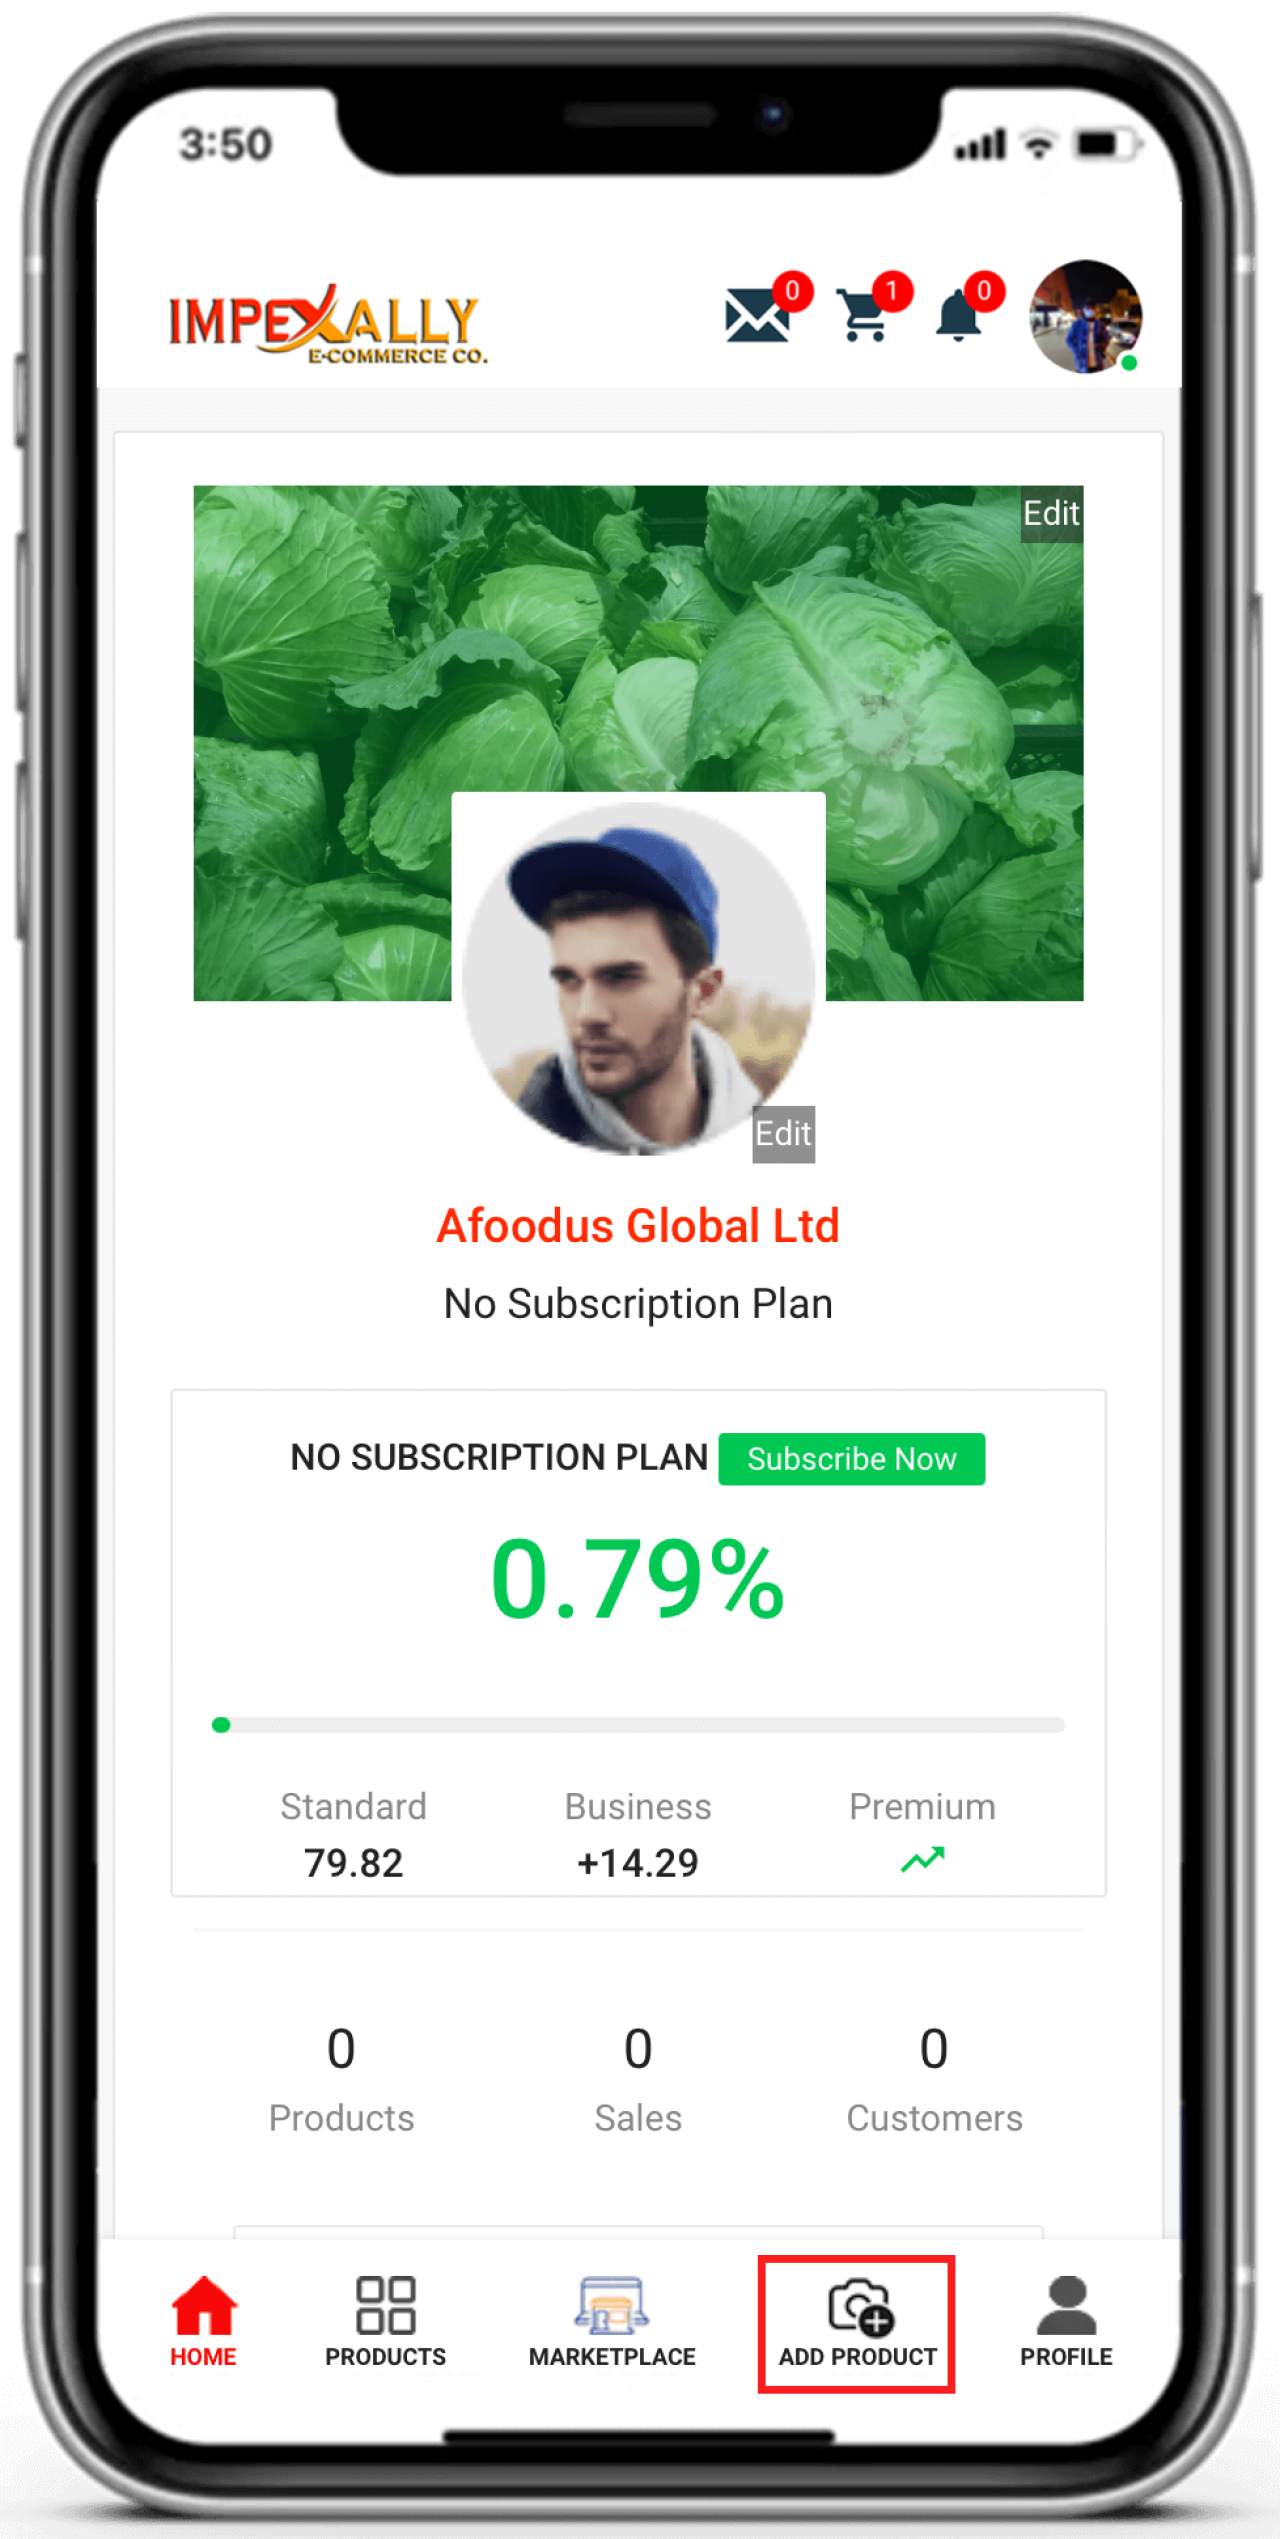 3:50
IMPEXALLY
E-COMMERCE CO.
0
1
0
Edit
Edit
Afoodus Global Ltd
No Subscription Plan
NO SUBSCRIPTION PLAN Subscribe Now
0.79%
Standard Business Premium
79.82 +14.29
0 0 0
Products Sales Customers
HOME PRODUCTS MARKETPLACE ADD PRODUCT PROFILE